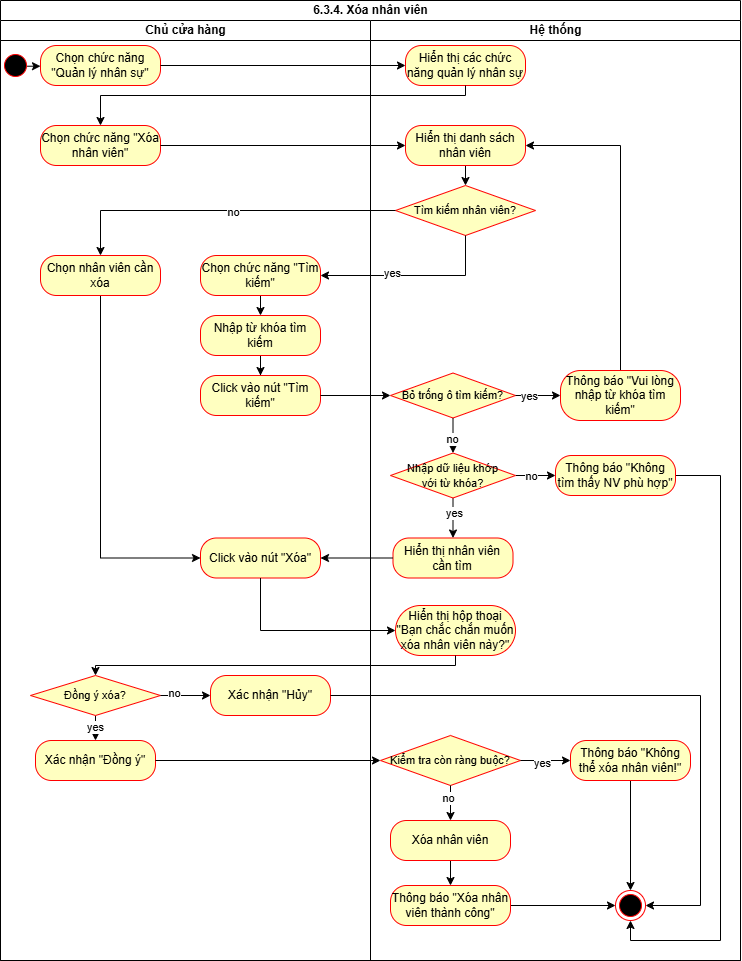 6.3.4. Xóa nhân viên
Chủ cửa hàng
Hệ thống
Chọn chức năng
"Quản lý nhân sự"
Hiển thị các chức
năng quản lý nhân sự
Chọn chức năng "Xóa
nhân viên"
Hiển thị danh sách
nhân viên
Tìm kiếm nhân viên?
no
yes
Chọn nhân viên cần
xóa
Chọn chức năng "Tìm
kiếm"
Nhập từ khóa tìm
kiếm
Click vào nút "Tìm
kiếm"
Bỏ trống ô tìm kiếm?
yes
Thông báo "Vui lòng
nhập từ khóa tìm
kiếm"
no
Nhập dữ liệu khớp
với từ khóa?
no
Thông báo "Không
tìm thấy NV phù hợp"
yes
Click vào nút "Xóa"
Hiển thị nhân viên
cần tìm
Hiển thị hộp thoại
"Bạn chắc chắn muốn
xóa nhân viên này?"
Đồng ý xóa?
no
Xác nhận "Hủy"
yes
Xác nhận "Đồng ý"
Kiểm tra còn ràng buộc?
yes
Thông báo "Không
thể xóa nhân viên!"
no
Xóa nhân viên
Thông báo "Xóa nhân
viên thành công"